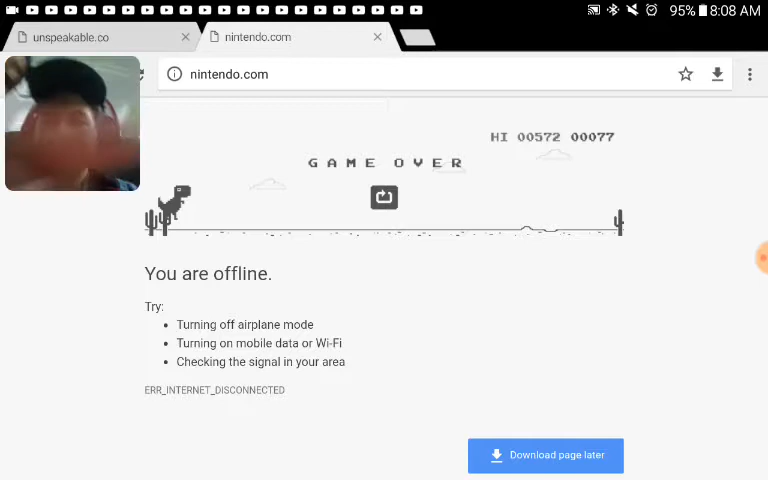 95% 8:08 AM
unspeakable.co
nintendo.com
nintendo.com
HI 00572 00077
GAME OVER
You are offline.
Try:
• Turning off airplane mode
• Turning on mobile data or Wi-Fi
• Checking the signal in your area
ERR_INTERNET_DISCONNECTED
Download page later